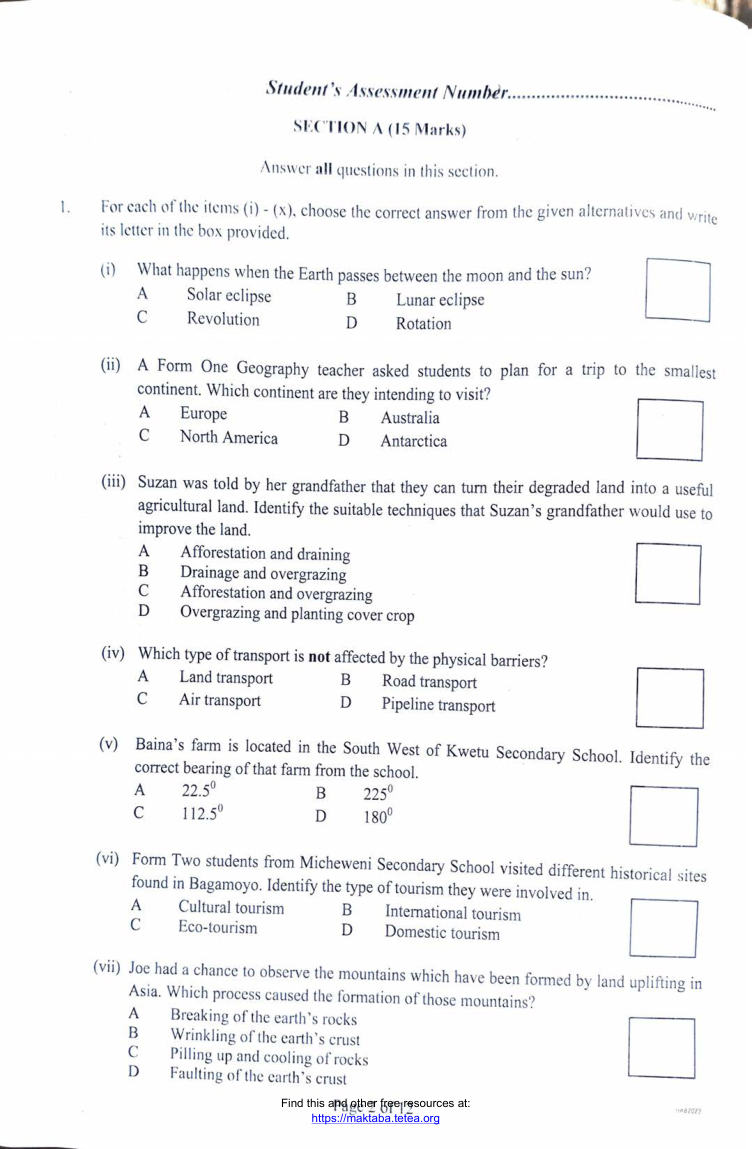 Student's Assessment Number..........................................
SECTION A (15 Marks)
Answer all questions in this section.
1. For each of the items (i) - (x), choose the correct answer from the given alternatives and write
its letter in the box provided.
(i) What happens when the Earth passes between the moon and the sun?
A Solar eclipse B Lunar eclipse
C Revolution D Rotation
(ii) A Form One Geography teacher asked students to plan for a trip to the smallest
continent. Which continent are they intending to visit?
A Europe B Australia
C North America D Antarctica
(iii) Suzan was told by her grandfather that they can turn their degraded land into a useful
agricultural land. Identify the suitable techniques that Suzan's grandfather would use to
improve the land.
A Afforestation and draining
B Drainage and overgrazing
C Afforestation and overgrazing
D Overgrazing and planting cover crop
(iv) Which type of transport is not affected by the physical barriers?
A Land transport B Road transport
C Air transport D Pipeline transport
(v) Baina's farm is located in the South West of Kwetu Secondary School. Identify the
correct bearing of that farm from the school.
A 22.5⁰ B 225⁰
C 112.5⁰ D 180⁰
(vi) Form Two students from Micheweni Secondary School visited different historical sites
found in Bagamoyo. Identify the type of tourism they were involved in.
A Cultural tourism B International tourism
C Eco-tourism D Domestic tourism
(vii) Joe had a chance to observe the mountains which have been formed by land uplifting in
Asia. Which process caused the formation of those mountains?
A Breaking of the earth's rocks
B Wrinkling of the earth's crust
C Pilling up and cooling of rocks
D Faulting of the earth's crust
Page 2 of 12
Find this and other free resources at:
https://maktaba.tetea.org